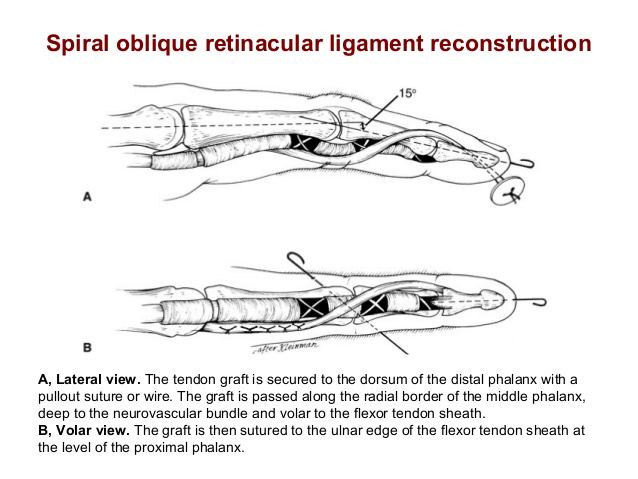 Spiral oblique retinacular ligament reconstruction
15°
A
B
after Kleinman
A, Lateral view. The tendon graft is secured to the dorsum of the distal phalanx with a
pullout suture or wire. The graft is passed along the radial border of the middle phalanx,
deep to the neurovascular bundle and volar to the flexor tendon sheath.
B, Volar view. The graft is then sutured to the ulnar edge of the flexor tendon sheath at
the level of the proximal phalanx.